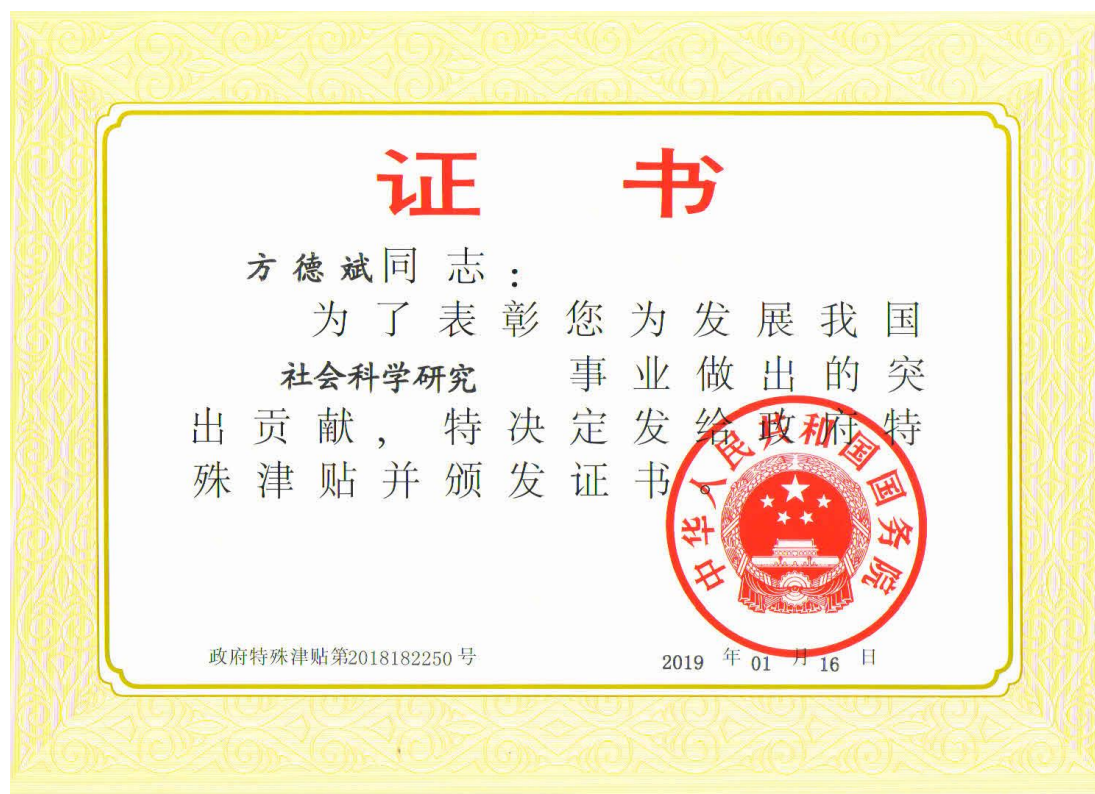 证书
方德斌同志：
为了表彰您为发展我国
社会科学研究 事业做出的突
出贡献，特决定发给政府特
殊津贴并颁发证书。
中华人民共和国国务院
政府特殊津贴第2018182250号
2019 年 01 月 16 日